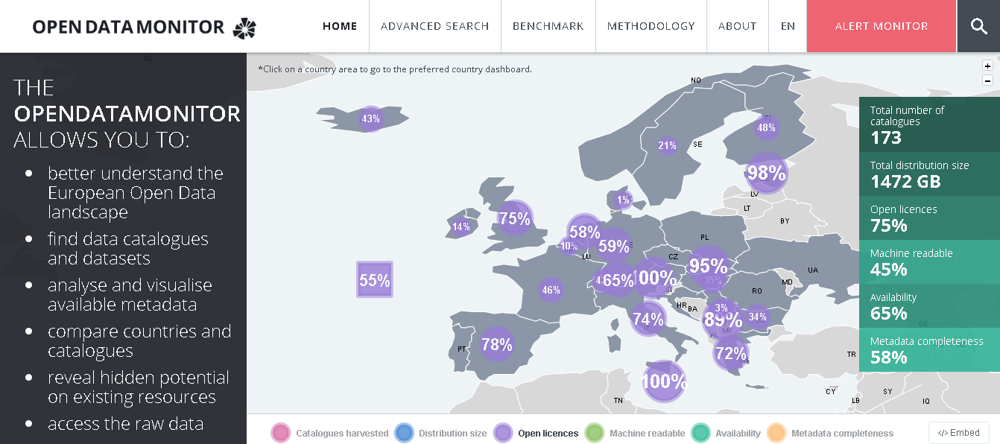 OPEN DATA MONITOR
HOME
ADVANCED SEARCH
BENCHMARK
METHODOLOGY
ABOUT
EN
ALERT MONITOR
THE
OPENDATAMONITOR
ALLOWS YOU TO:
better understand the
European Open Data
landscape
find data catalogues
and datasets
analyse and visualise
available metadata
compare countries and
catalogues
reveal hidden potential
on existing resources
access the raw data
GL
*Click on a country area to go to the preferred country dashboard.
+
−
NO
43%
FI
48%
21%
SE
98%
LV
LT
BY
1%
14%
75%
58%
10%
59%
LU
PL
CZ
95%
35%
UA
MD
RO
55%
46%
65%
100%
SI
HR
BA
3%
89%
34%
MK
AL
74%
IT
PT
78%
72%
100%
TN
TR
CY
LB
SY
IQ
GE
Total number of
catalogues
173
Total distribution size
1472 GB
Open licences
75%
Machine readable
45%
Availability
65%
Metadata completeness
58%
Catalogues harvested
Distribution size
Open licences
Machine readable
Availability
Metadata completeness
</> Embed